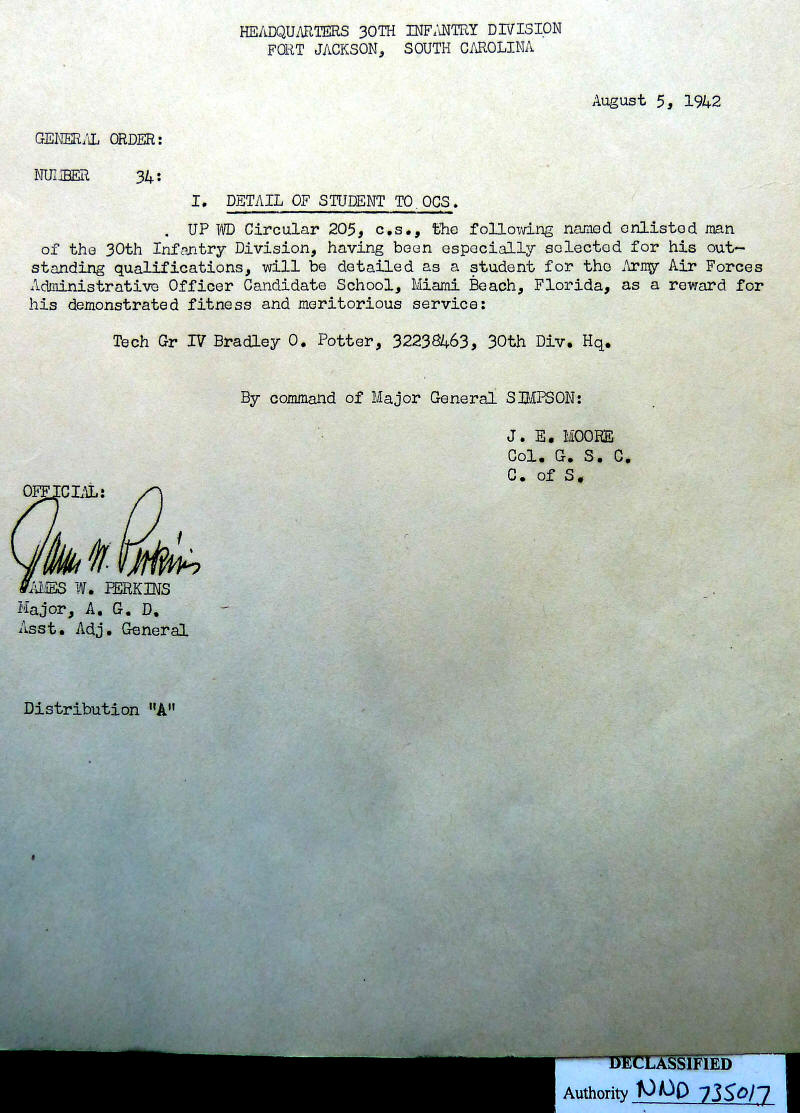 HEADQUARTERS 30TH INFANTRY DIVISION
FORT JACKSON, SOUTH CAROLINA
August 5, 1942
GENERAL ORDER:
NUMBER 34:
I. DETAIL OF STUDENT TO OCS.
UP WD Circular 205, c.s., the following named enlisted man
of the 30th Infantry Division, having been especially selected for his out-
standing qualifications, will be detailed as a student for the Army Air Forces
Administrative Officer Candidate School, Miami Beach, Florida, as a reward for
his demonstrated fitness and meritorious service:
Tech Gr IV Bradley O. Potter, 32238463, 30th Div. Hq.
By command of Major General SIMPSON:
J. E. MOORE
Col. G. S. C.
C. of S.
OFFICIAL:
James W. Perkins
JAMES W. PERKINS
Major, A. G. D.
Asst. Adj. General
Distribution "A"
DECLASSIFIED
Authority NND 735017